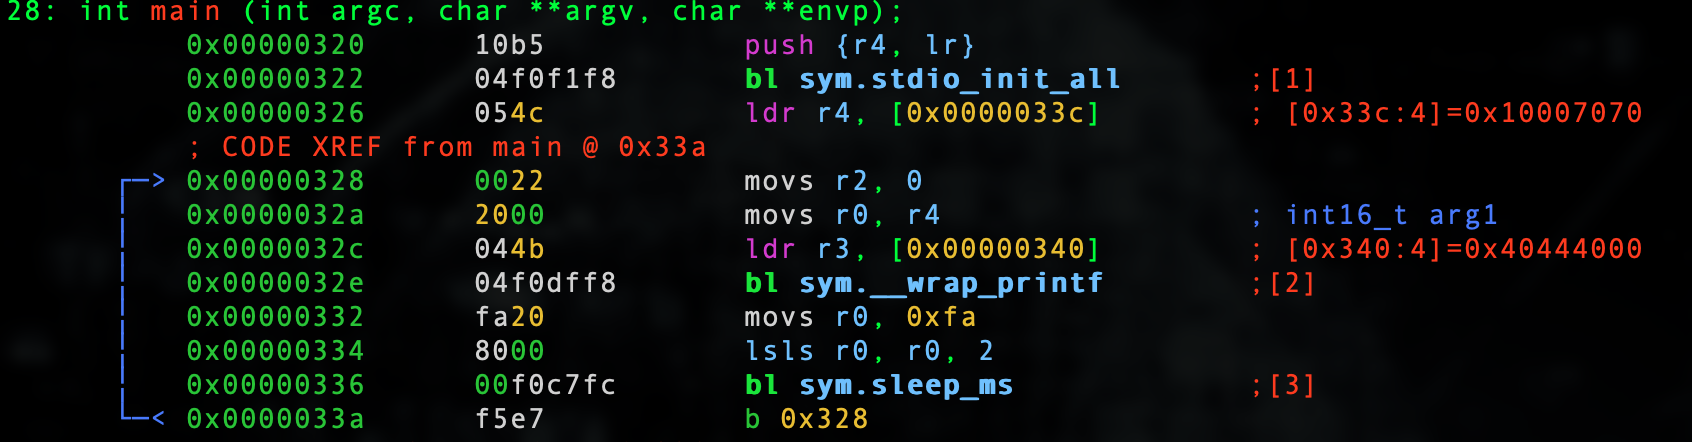 28: int main (int argc, char **argv, char **envp);
0x00000320 10b5 push {r4, lr}
0x00000322 04f0f1f8 bl sym.stdio_init_all ;[1]
0x00000326 054c ldr r4, [0x0000033c] ; [0x33c:4]=0x10007070
; CODE XREF from main @ 0x33a
┌─> 0x00000328 0022 movs r2, 0
│ 0x0000032a 2000 movs r0, r4 ; int16_t arg1
│ 0x0000032c 044b ldr r3, [0x00000340] ; [0x340:4]=0x40444000
│ 0x0000032e 04f0dff8 bl sym.__wrap_printf ;[2]
│ 0x00000332 fa20 movs r0, 0xfa
│ 0x00000334 8000 lsls r0, r0, 2
│ 0x00000336 00f0c7fc bl sym.sleep_ms ;[3]
└─< 0x0000033a f5e7 b 0x328